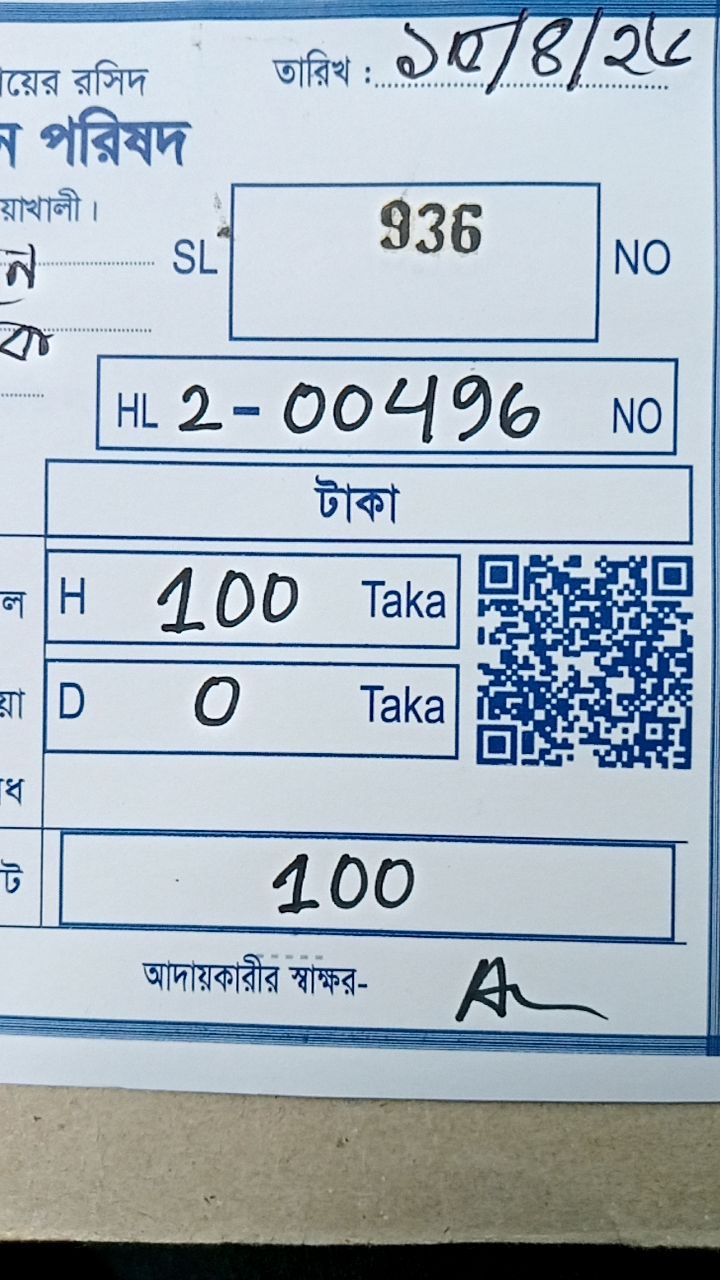 য়ের রসিদ তারিখ : ১৫/৪/২৫
ন পরিষদ
য়াখালী।
SL 936 NO
ন
ক
HL 2-00496 NO
টাকা
ল H 100 Taka
য়া D 0 Taka
ধ
ট 100
আদায়কারীর স্বাক্ষর-